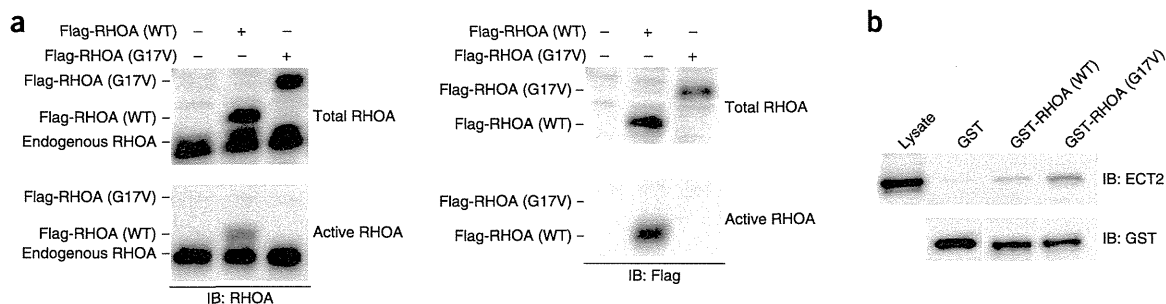 a
Flag-RHOA (WT) – + –
Flag-RHOA (G17V) – – +
Flag-RHOA (G17V) –
Flag-RHOA (WT) –
Endogenous RHOA –
Total RHOA
Flag-RHOA (G17V) –
Flag-RHOA (WT) –
Endogenous RHOA –
Active RHOA
IB: RHOA
Flag-RHOA (WT) – + –
Flag-RHOA (G17V) – – +
Flag-RHOA (G17V) –
Flag-RHOA (WT) –
Total RHOA
Flag-RHOA (G17V) –
Flag-RHOA (WT) –
Active RHOA
IB: Flag
b
Lysate
GST
GST-RHOA (WT)
GST-RHOA (G17V)
IB: ECT2
IB: GST